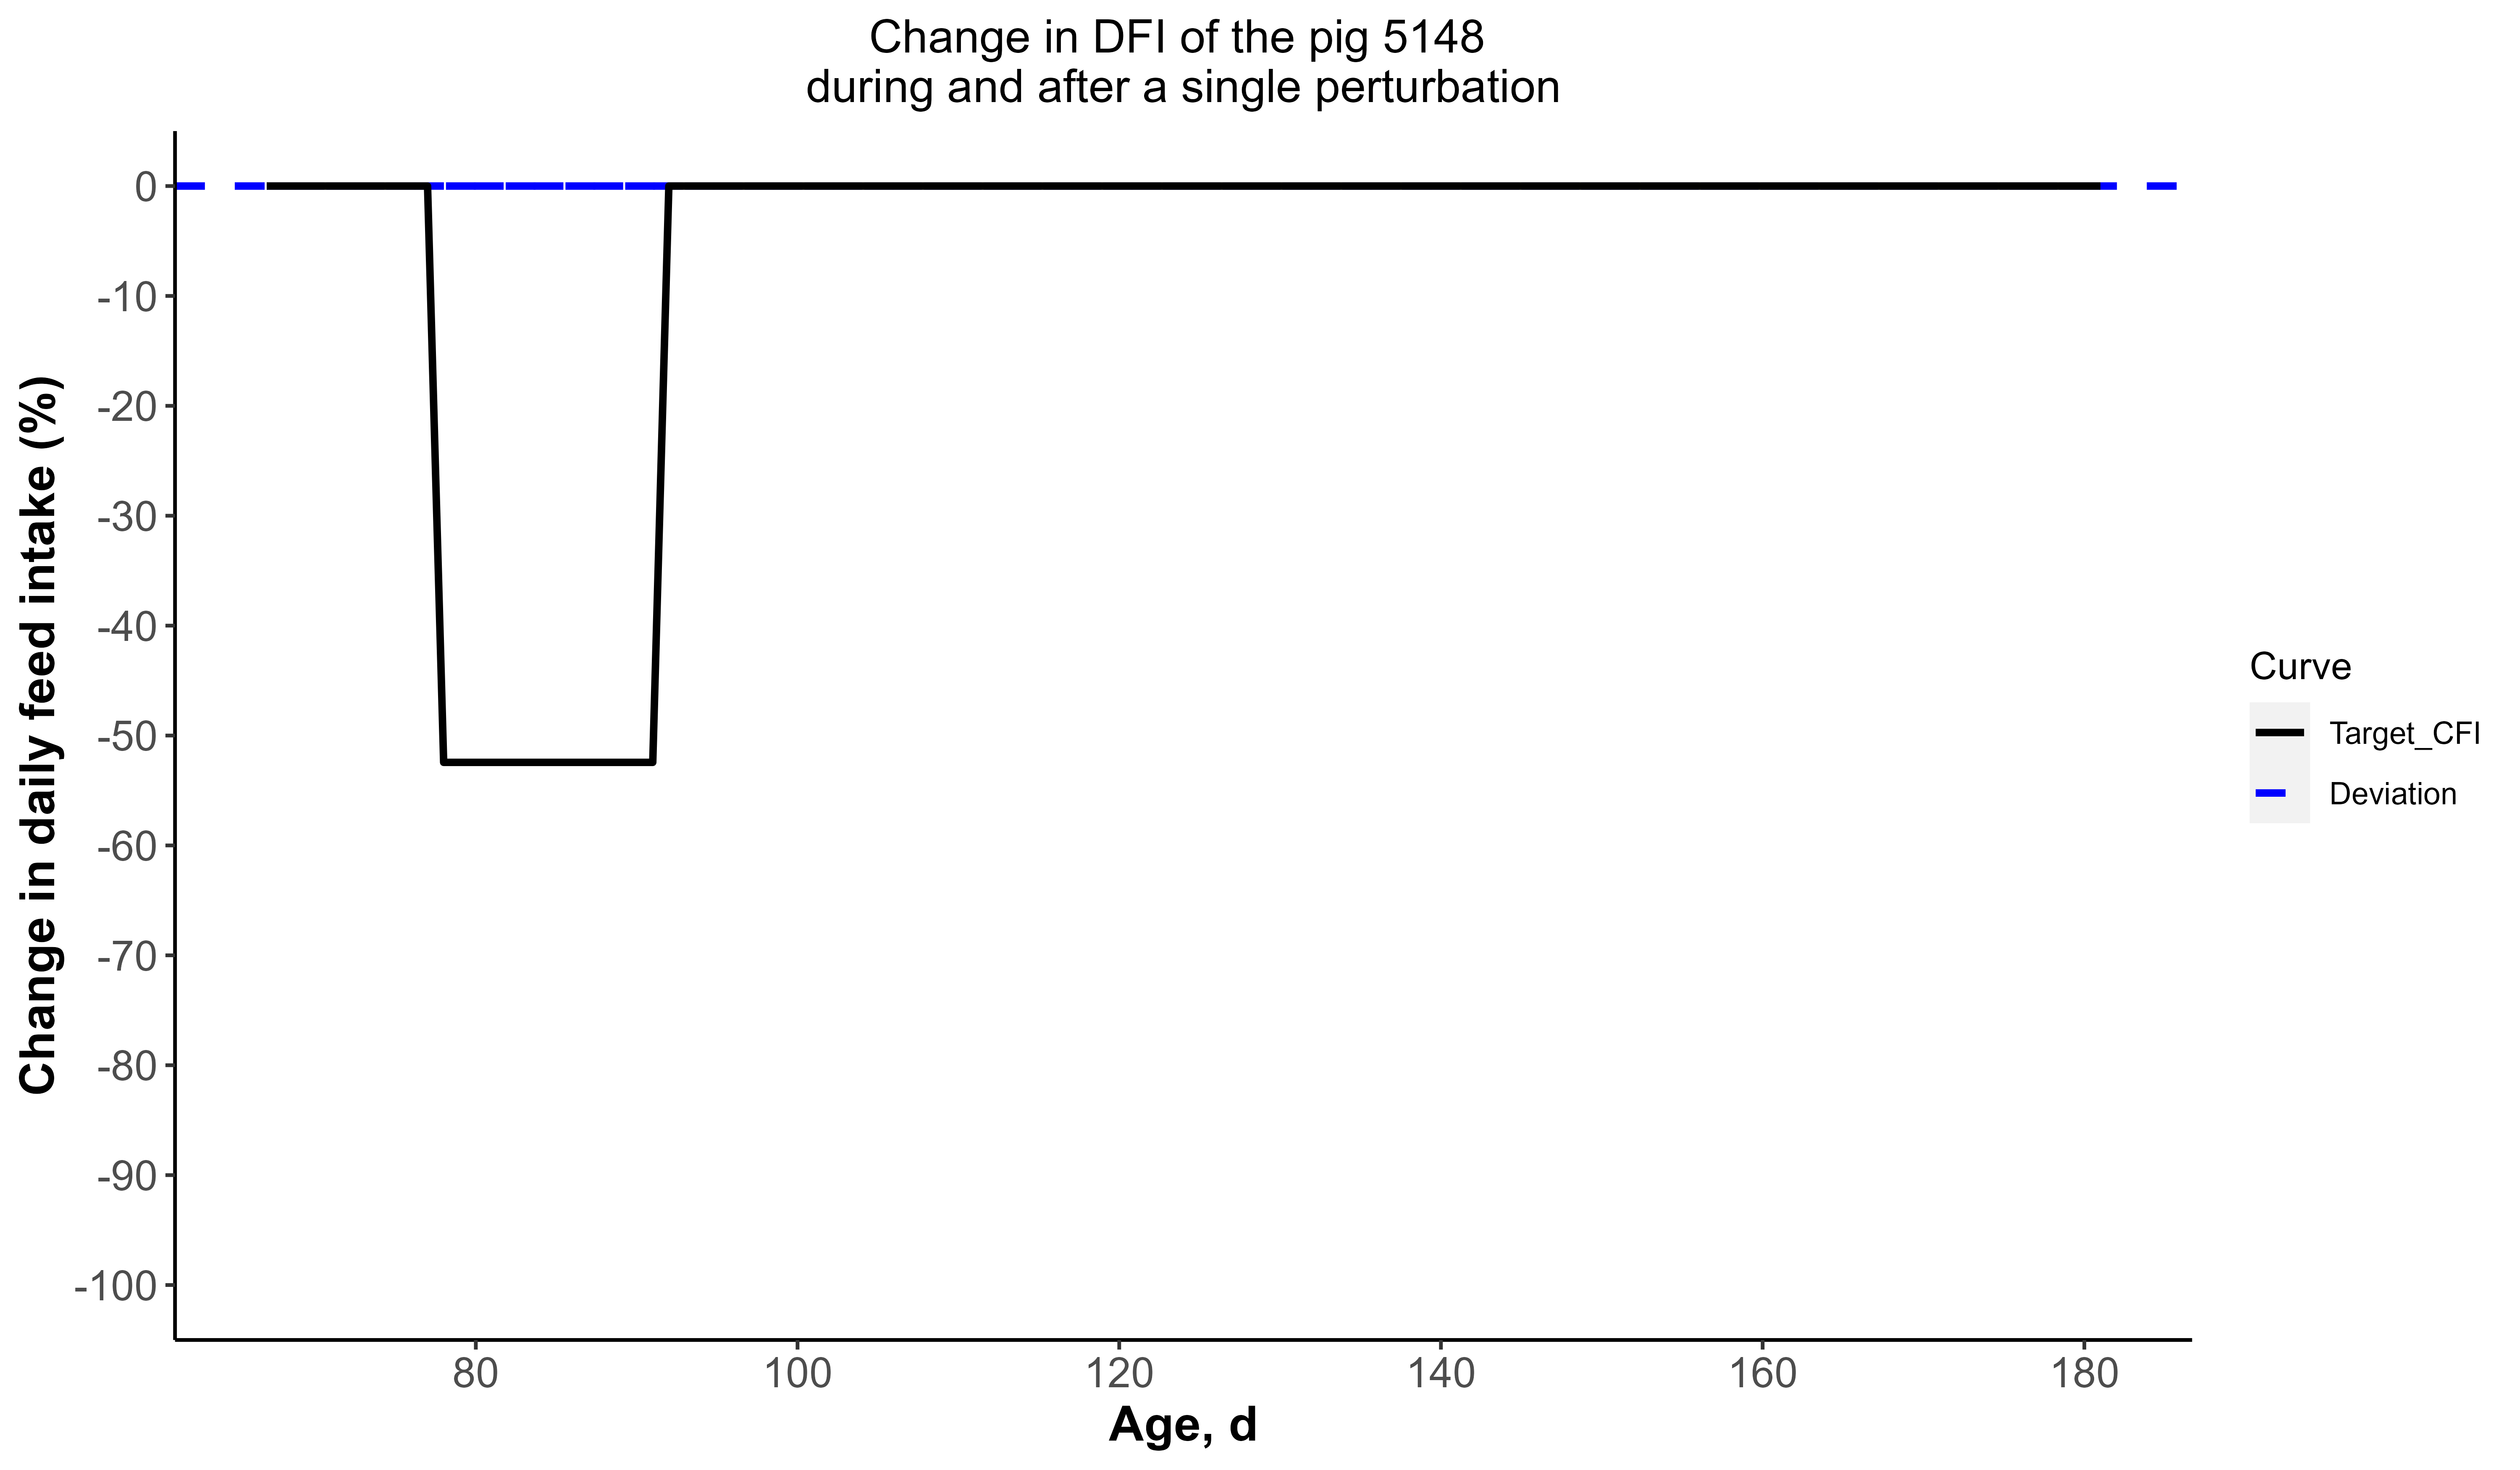 Change in DFI of the pig 5148
during and after a single perturbation
Change in daily feed intake (%)
0
-10
-20
-30
-40
-50
-60
-70
-80
-90
-100
80
100
120
140
160
180
Age, d
Curve
Target_CFI
Deviation